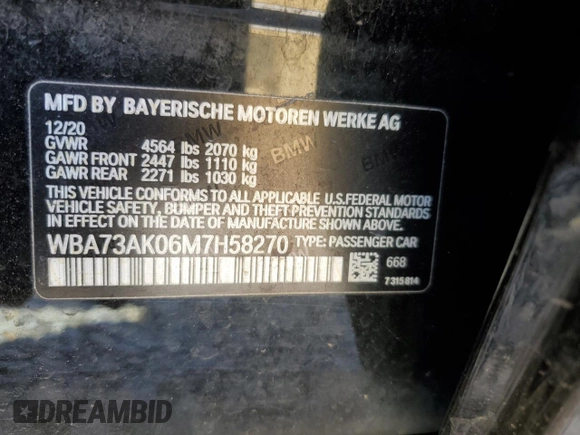 MFD BY BAYERISCHE MOTOREN WERKE AG
12/20
GVWR 4564 lbs 2070 kg
GAWR FRONT 2447 lbs 1110 kg
GAWR REAR 2271 lbs 1030 kg
THIS VEHICLE CONFORMS TO ALL APPLICABLE U.S.FEDERAL MOTOR
VEHICLE SAFETY, BUMPER, AND THEFT PREVENTION STANDARDS
IN EFFECT ON THE DATE OF MANUFACTURE SHOWN ABOVE.
WBA73AK06M7H58270 TYPE: PASSENGER CAR
668
7315814
BMW
BMW
BMW
DREAMBID